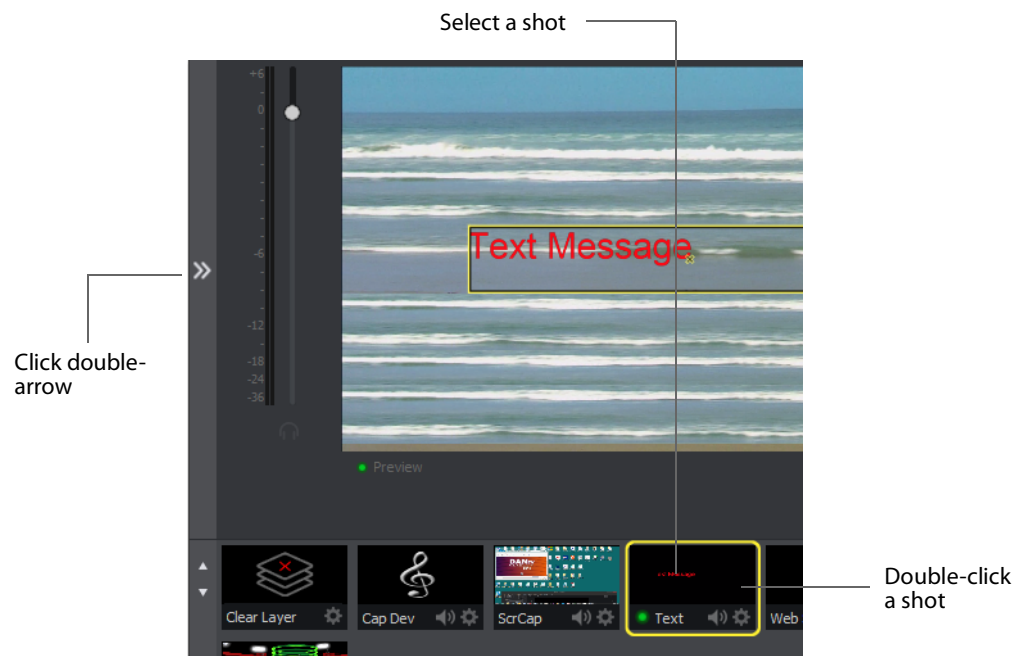 Select a shot
+6
0
-6
-12
-18
-24
-36
Text Message
Click double-
arrow
Preview
Double-click
a shot
Clear Layer
Cap Dev
ScrCap
Text
Web